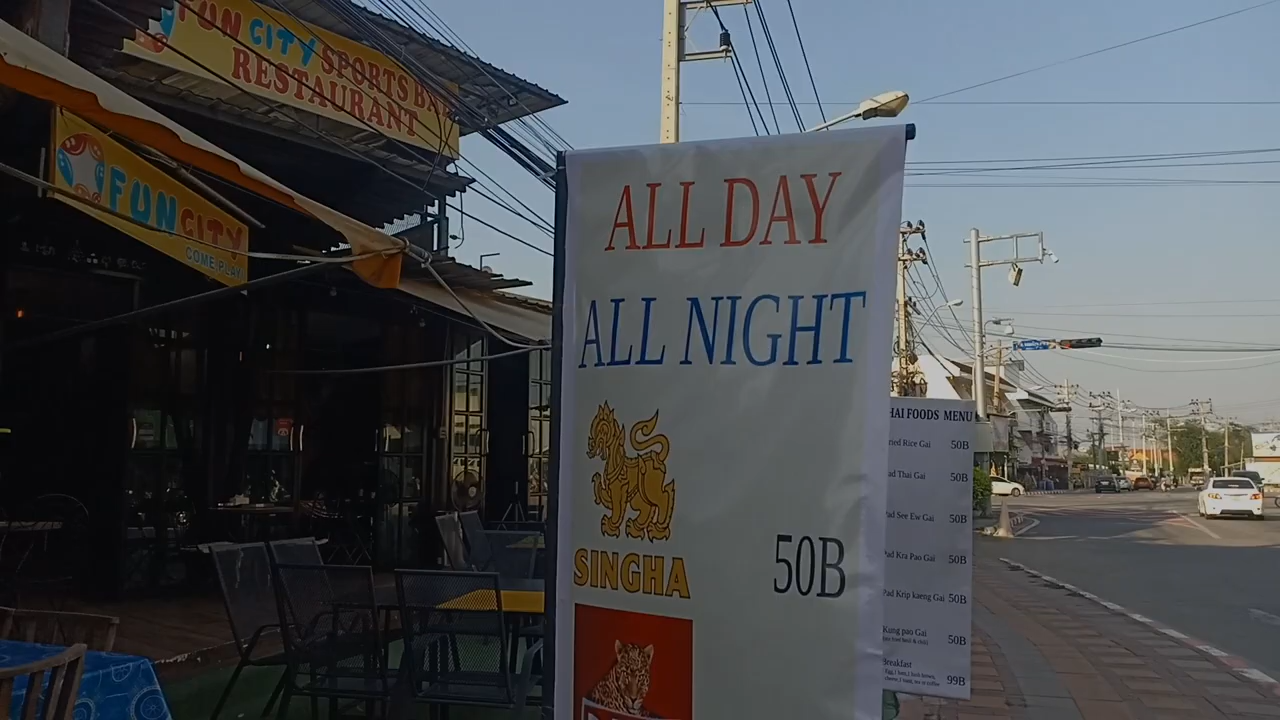 FUN CITY SPORTS BAR
RESTAURANT
FUN CITY
COME PLAY
ALL DAY
ALL NIGHT
SINGHA
50B
HAI FOODS MENU
ried Rice Gai 50B
ad Thai Gai 50B
Pad See Ew Gai 50B
Pad Kra Pao Gai 50B
Pad Krip kaeng Gai 50B
Kung pao Gai 50B
Breakfast
99B